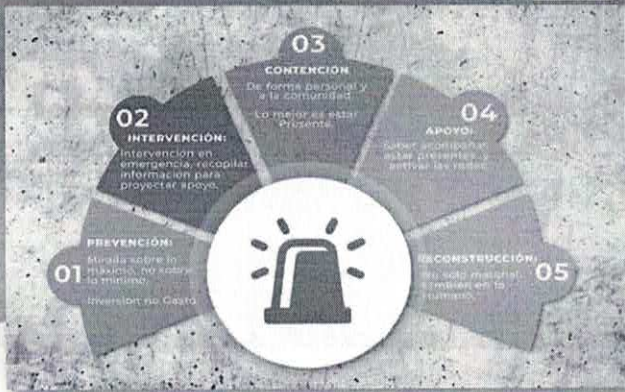 01
PREVENCIÓN:
Mirada sobre lo
máximo, no sobre
lo mínimo.
Inversión no Gasto
02
INTERVENCIÓN:
Intervención en
emergencia, recopilar
información para
proyectar apoyo.
03
CONTENCIÓN
De forma personal y
a la comunidad
Lo mejor es estar
Presente.
04
APOYO:
Saber acompañar,
estar presentes, y
activar las redes.
05
RECONSTRUCCIÓN:
No solo material,
también en lo
Humano.